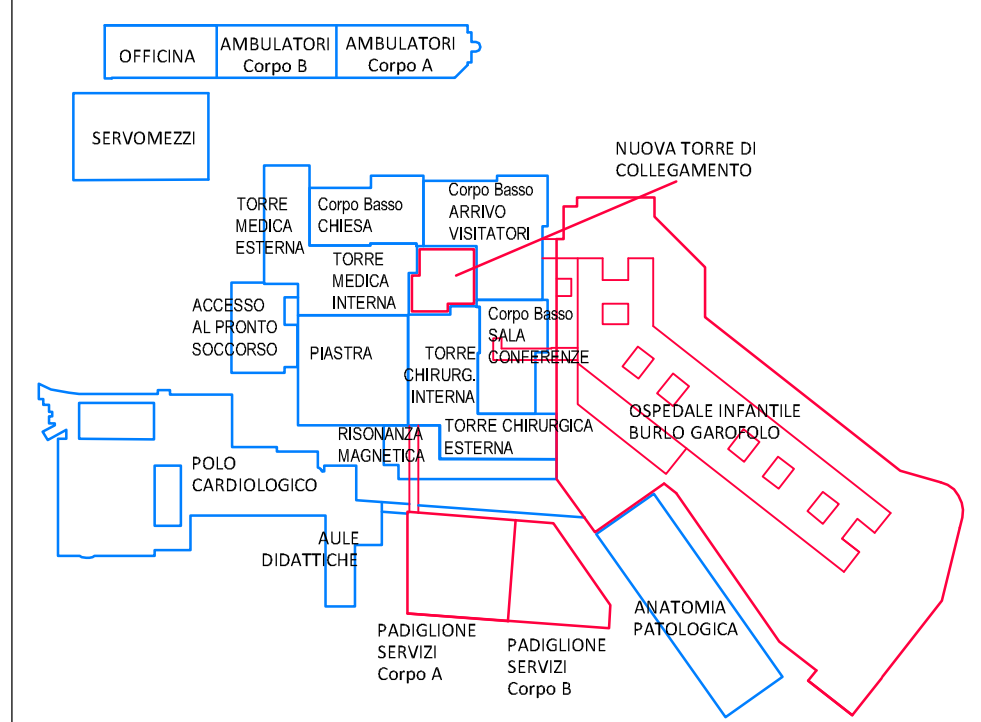 OFFICINA
AMBULATORI
Corpo B
AMBULATORI
Corpo A
SERVOMEZZI
NUOVA TORRE DI
COLLEGAMENTO
TORRE
MEDICA
ESTERNA
Corpo Basso
CHIESA
Corpo Basso
ARRIVO
VISITATORI
TORRE
MEDICA
INTERNA
ACCESSO
AL PRONTO
SOCCORSO
PIASTRA
Corpo Basso
SALA
CONFERENZE
TORRE
CHIRURG.
INTERNA
OSPEDALE INFANTILE
BURLO GAROFOLO
RISONANZA
MAGNETICA
TORRE CHIRURGICA
ESTERNA
POLO
CARDIOLOGICO
AULE
DIDATTICHE
ANATOMIA
PATOLOGICA
PADIGLIONE
SERVIZI
Corpo A
PADIGLIONE
SERVIZI
Corpo B